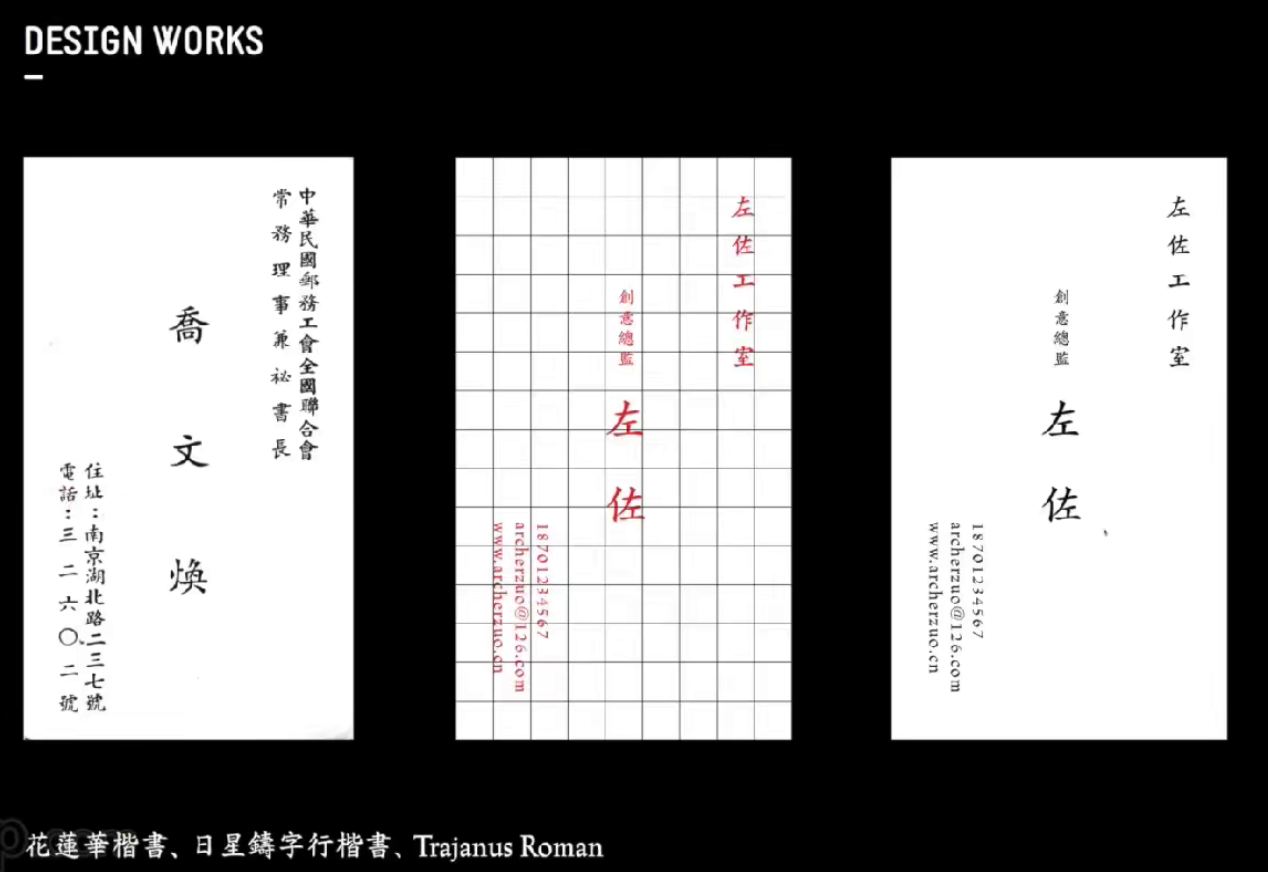 DESIGN WORKS
中華民國郵務工會全國聯合會
常務理事兼祕書長
喬文煥
住址：南京湖北路二三七號
電話：三二六〇二號
左佐工作室
創意總監
左佐
18701234567
archerzuo@126.com
www.archerzuo.cn
左佐工作室
創意總監
左佐
18701234567
archerzuo@126.com
www.archerzuo.cn
花蓮華楷書、日星鑄字行楷書、Trajanus Roman